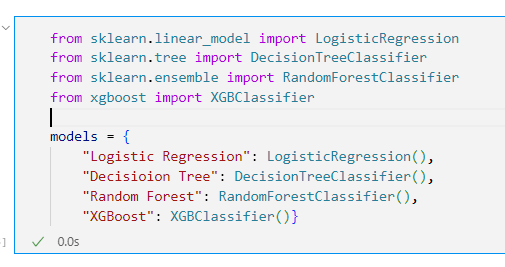 from sklearn.linear_model import LogisticRegression
from sklearn.tree import DecisionTreeClassifier
from sklearn.ensemble import RandomForestClassifier
from xgboost import XGBClassifier
models = {
"Logistic Regression": LogisticRegression(),
"Decisioion Tree": DecisionTreeClassifier(),
"Random Forest": RandomForestClassifier(),
"XGBoost": XGBClassifier()}
] ✓ 0.0s